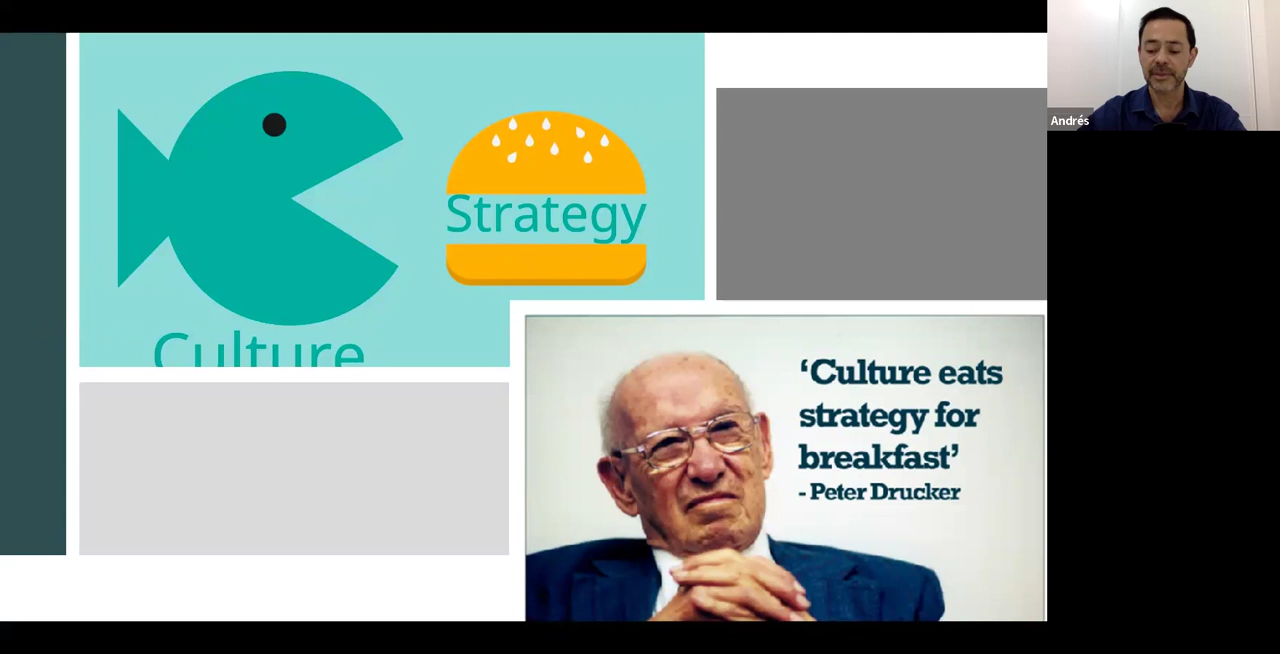 Strategy
Culture
‘Culture eats
strategy for
breakfast’
- Peter Drucker
Andrés